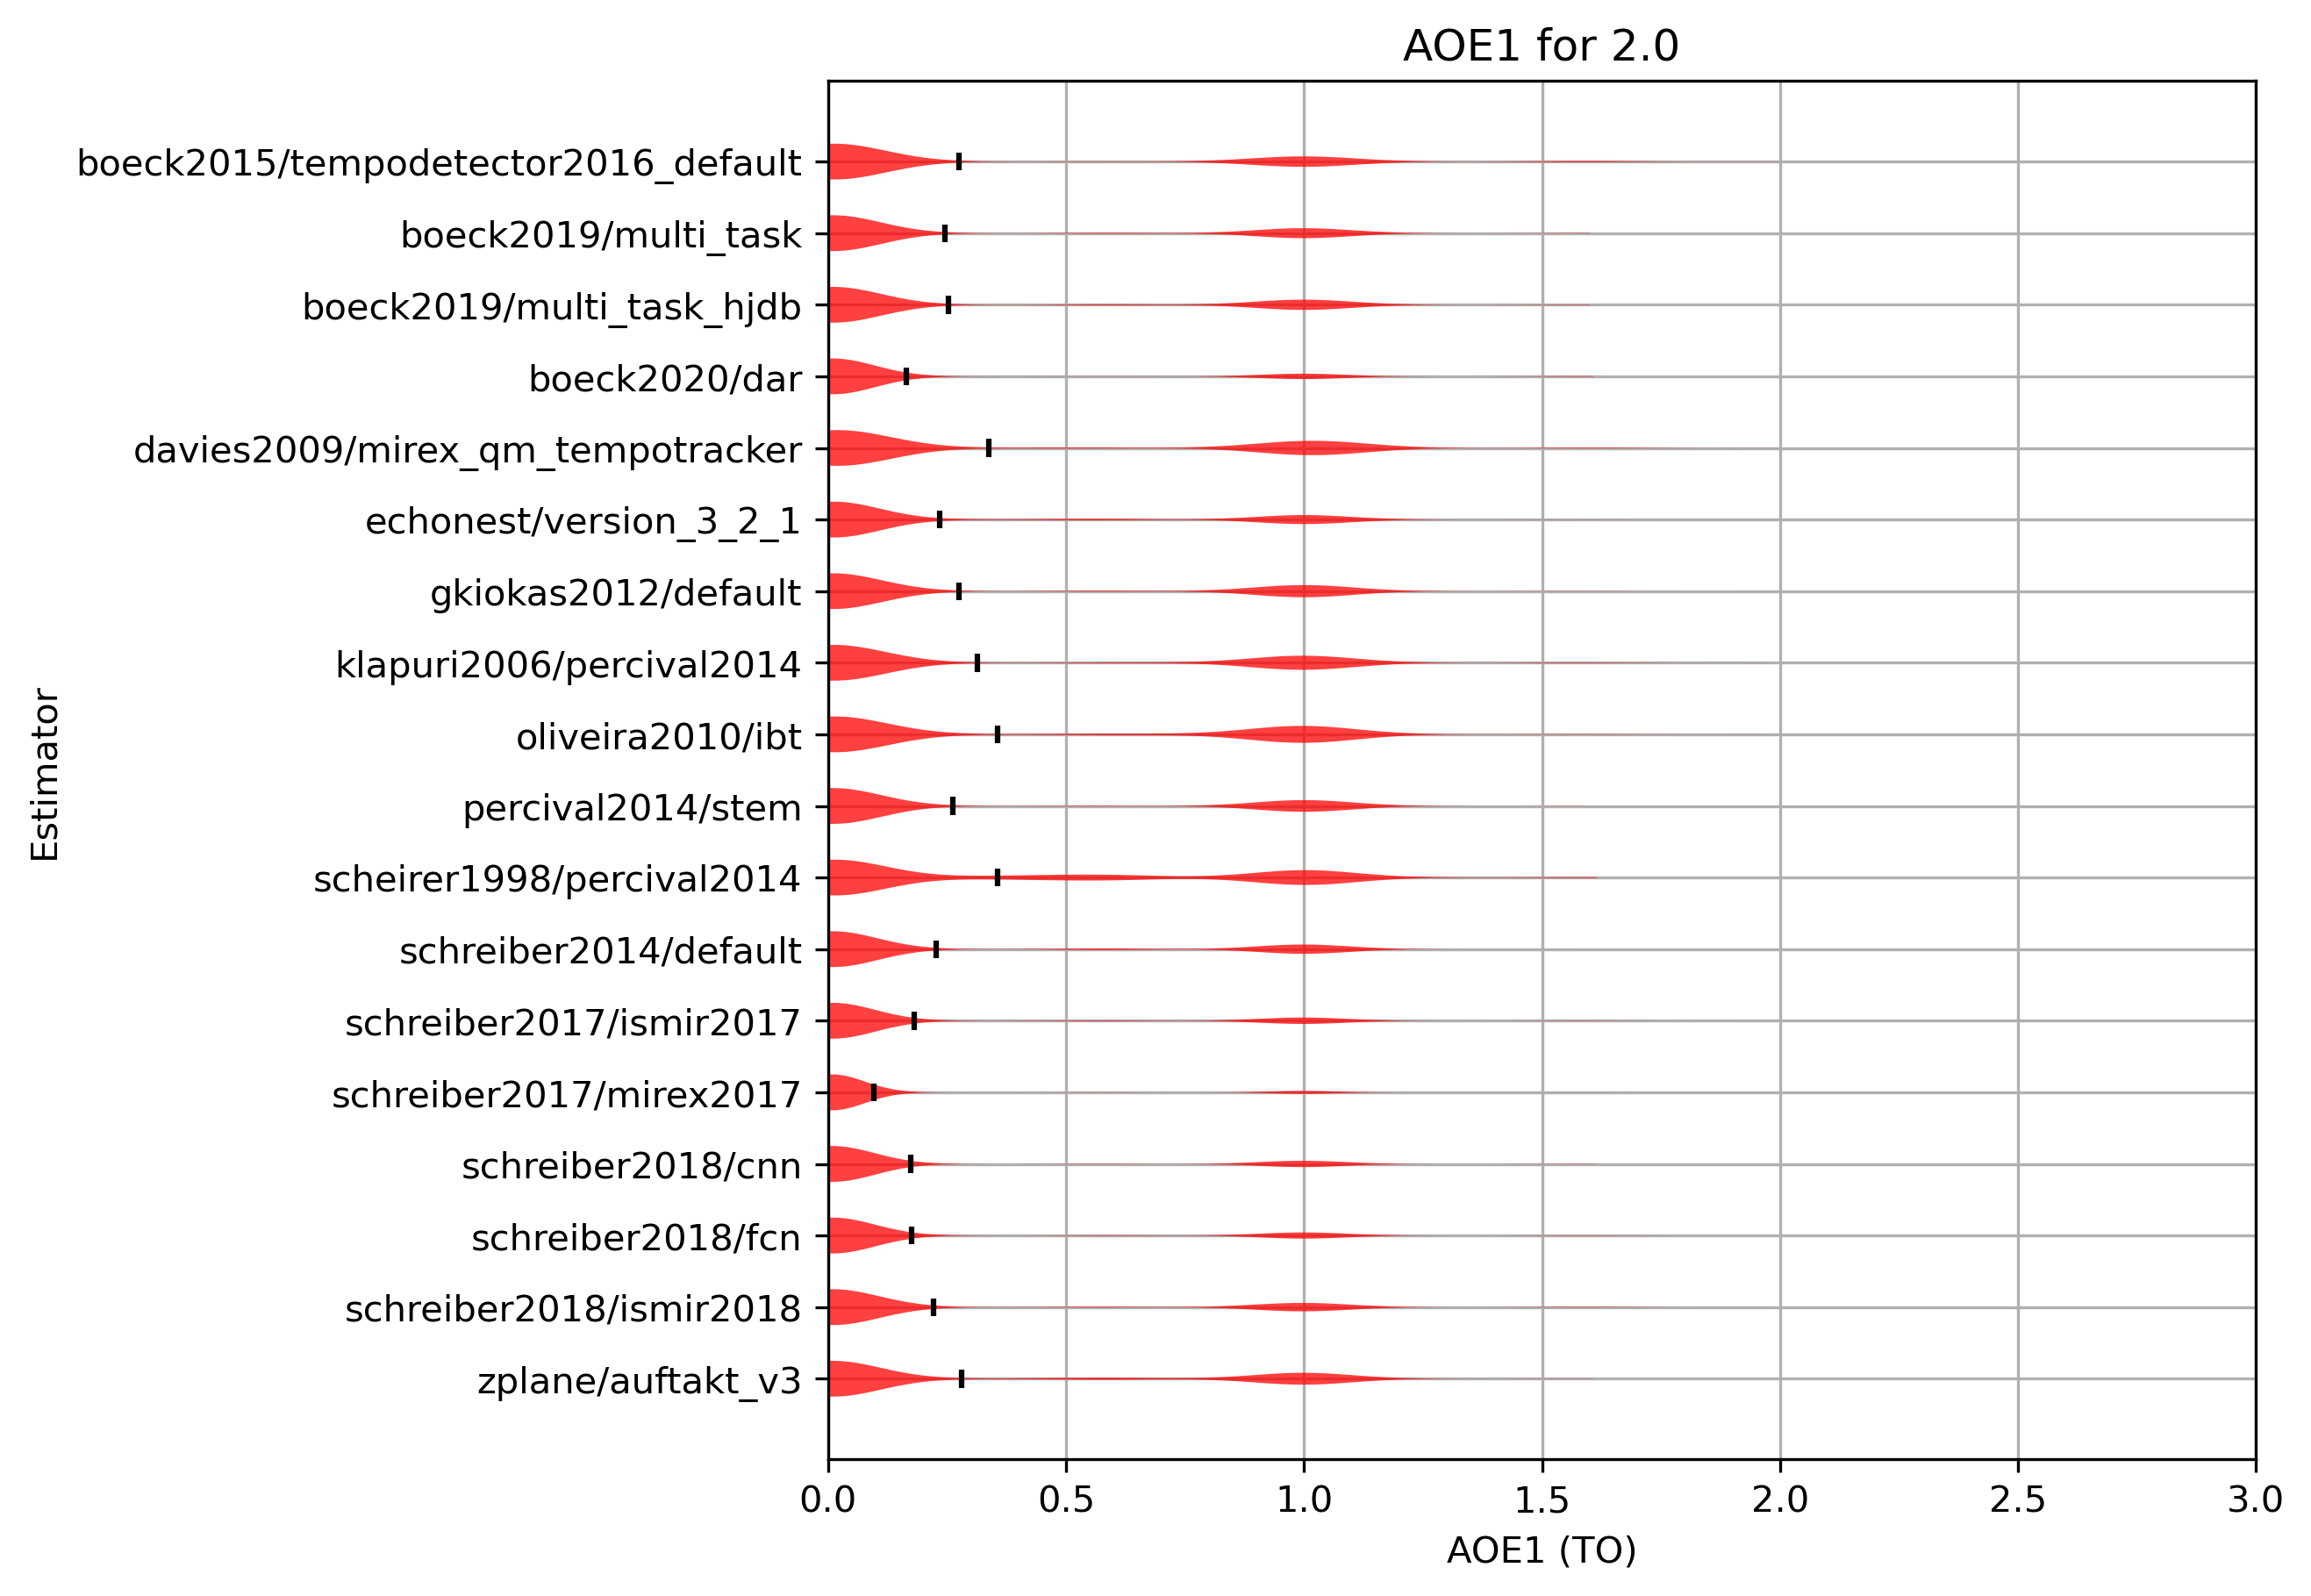 AOE1 for 2.0
boeck2015/tempodetector2016_default
boeck2019/multi_task
boeck2019/multi_task_hjdb
boeck2020/dar
davies2009/mirex_qm_tempotracker
echonest/version_3_2_1
gkiokas2012/default
klapuri2006/percival2014
oliveira2010/ibt
percival2014/stem
scheirer1998/percival2014
schreiber2014/default
schreiber2017/ismir2017
schreiber2017/mirex2017
schreiber2018/cnn
schreiber2018/fcn
schreiber2018/ismir2018
zplane/auftakt_v3
Estimator
0.0 0.5 1.0 1.5 2.0 2.5 3.0
AOE1 (TO)